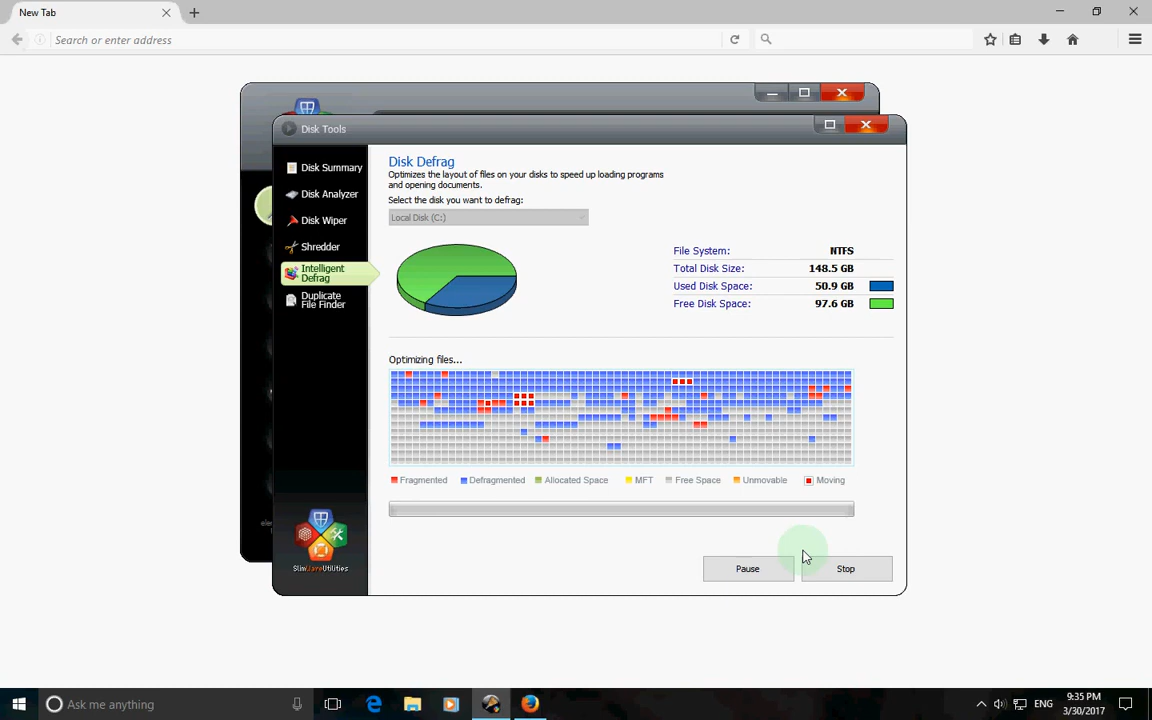 New Tab
Search or enter address
Disk Tools
Disk Summary
Disk Analyzer
Disk Wiper
Shredder
Intelligent
Defrag
Duplicate
File Finder
SlimWareUtilities
Disk Defrag
Optimizes the layout of files on your disks to speed up loading programs
and opening documents.
Select the disk you want to defrag:
Local Disk (C:)
File System: NTFS
Total Disk Size: 148.5 GB
Used Disk Space: 50.9 GB
Free Disk Space: 97.6 GB
Optimizing files...
Fragmented Defragmented Allocated Space MFT Free Space Unmovable Moving
Pause Stop
Ask me anything
ENG
9:35 PM
3/30/2017